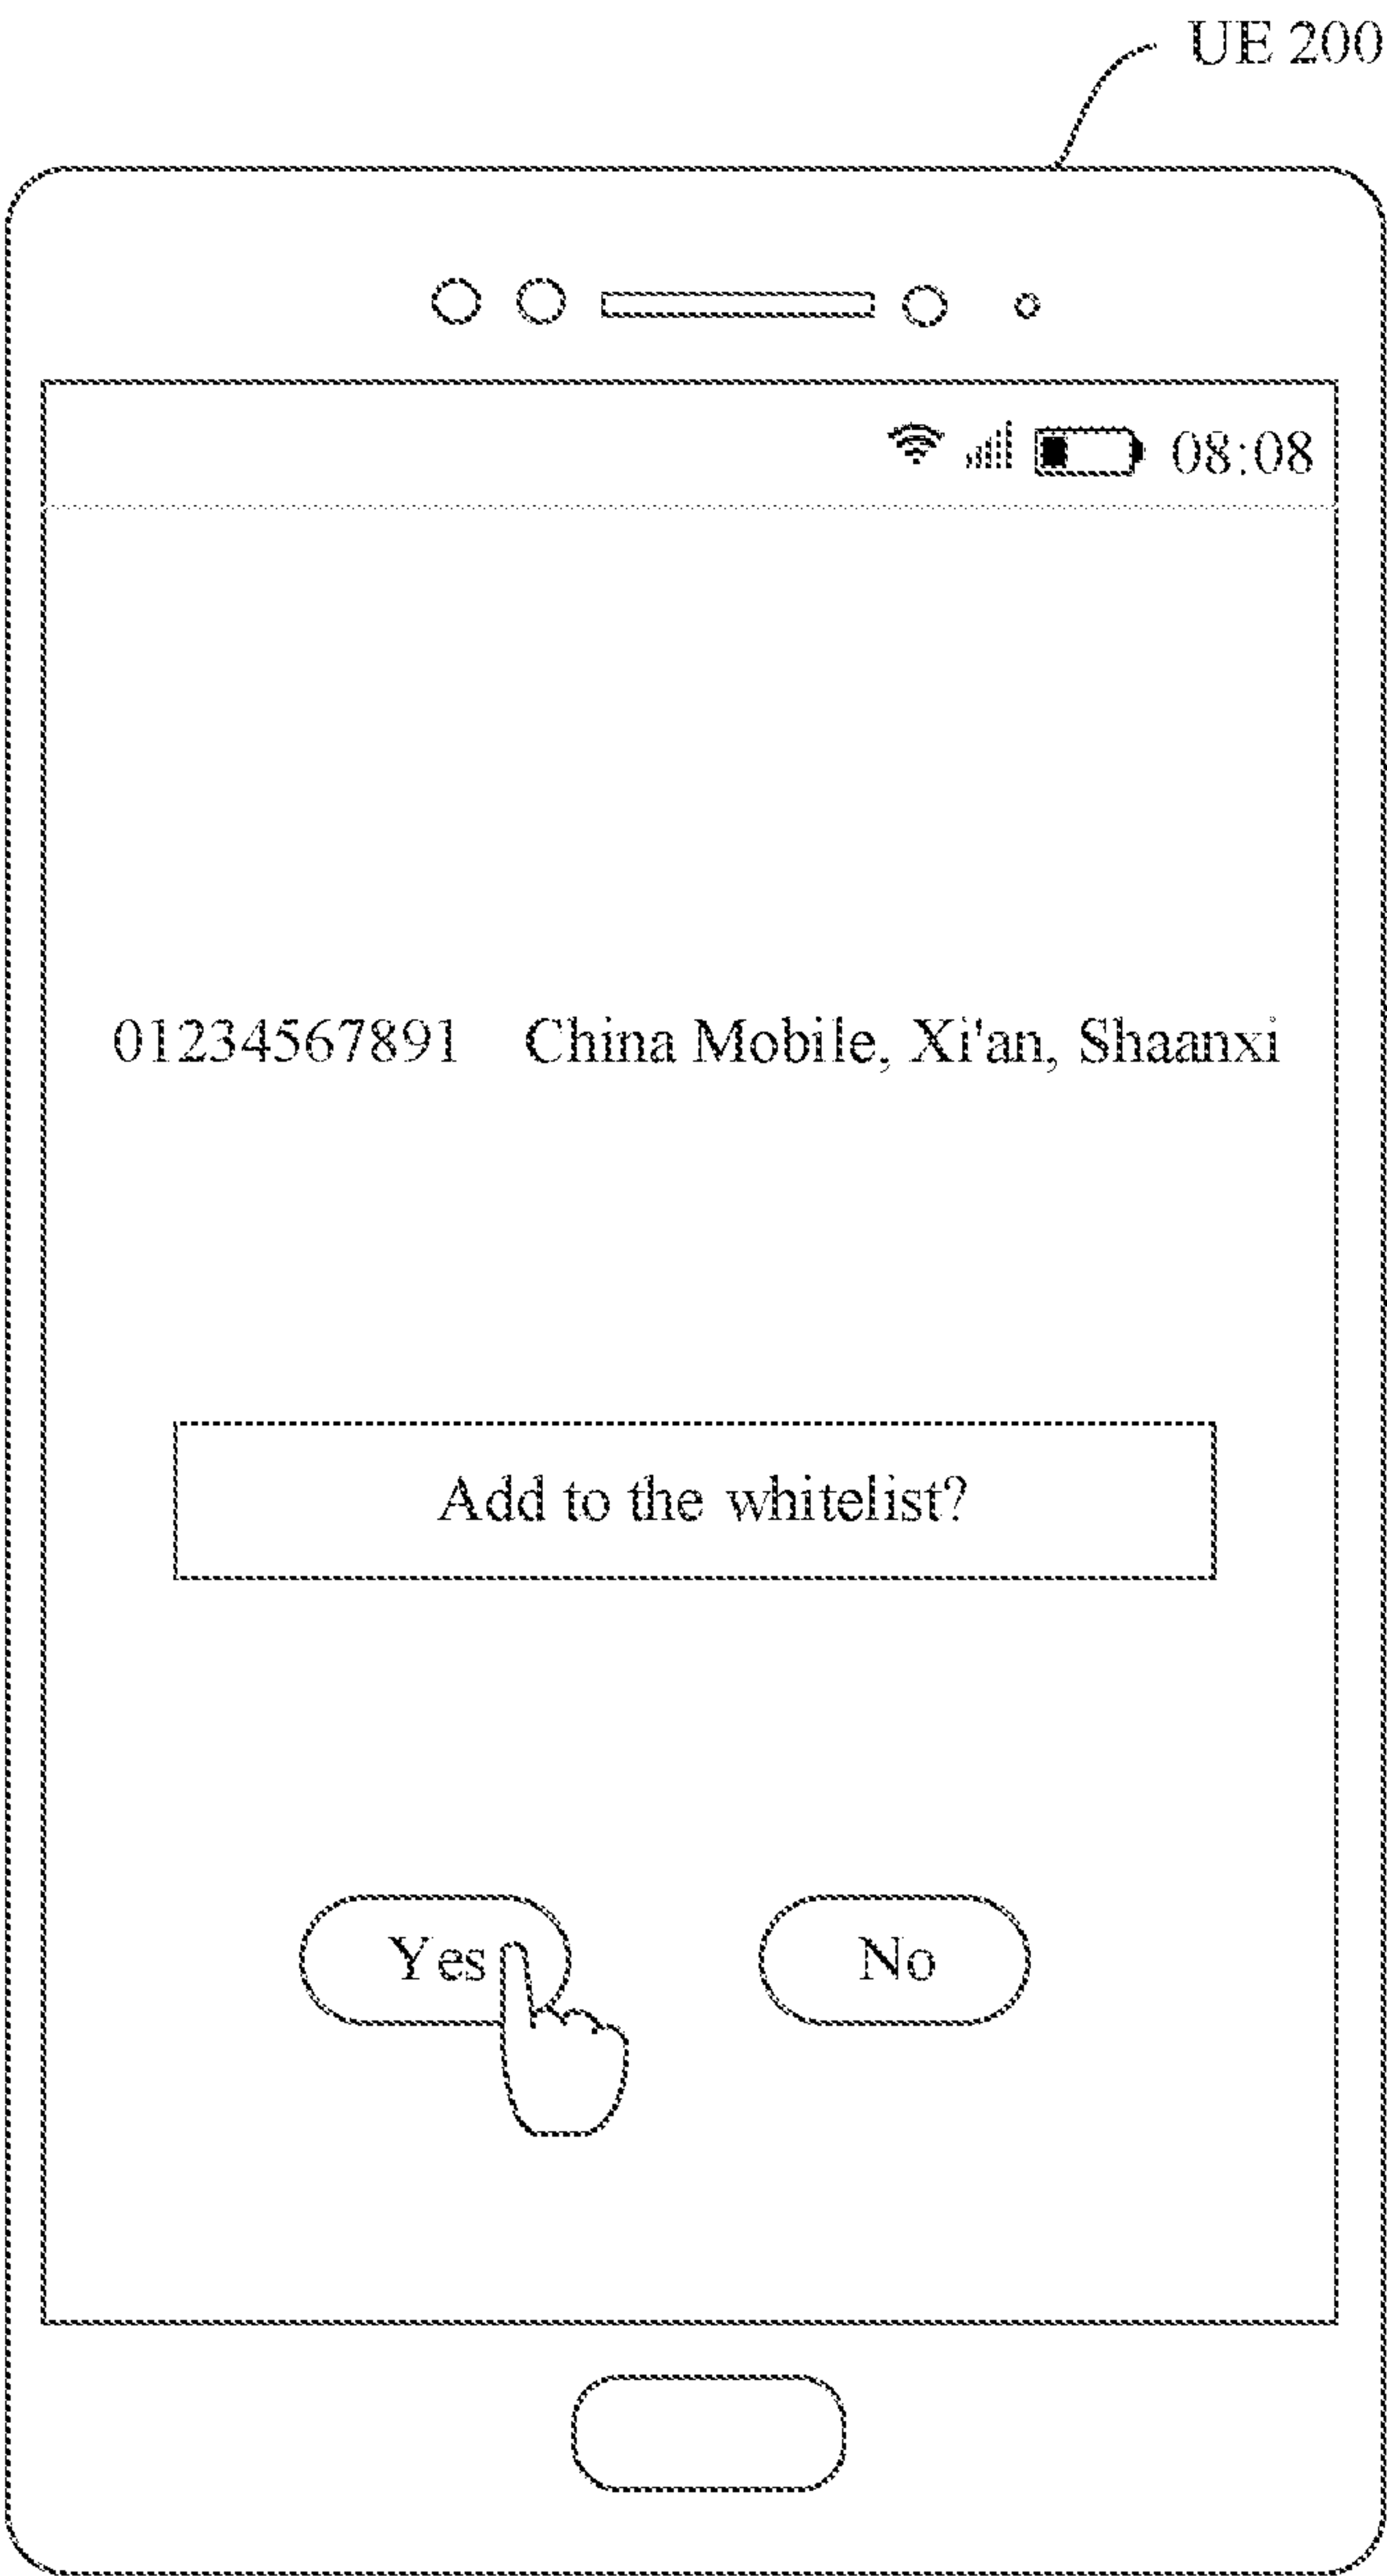 UE 200
08:08
01234567891 China Mobile, Xi'an, Shaanxi
Add to the whitelist?
Yes No